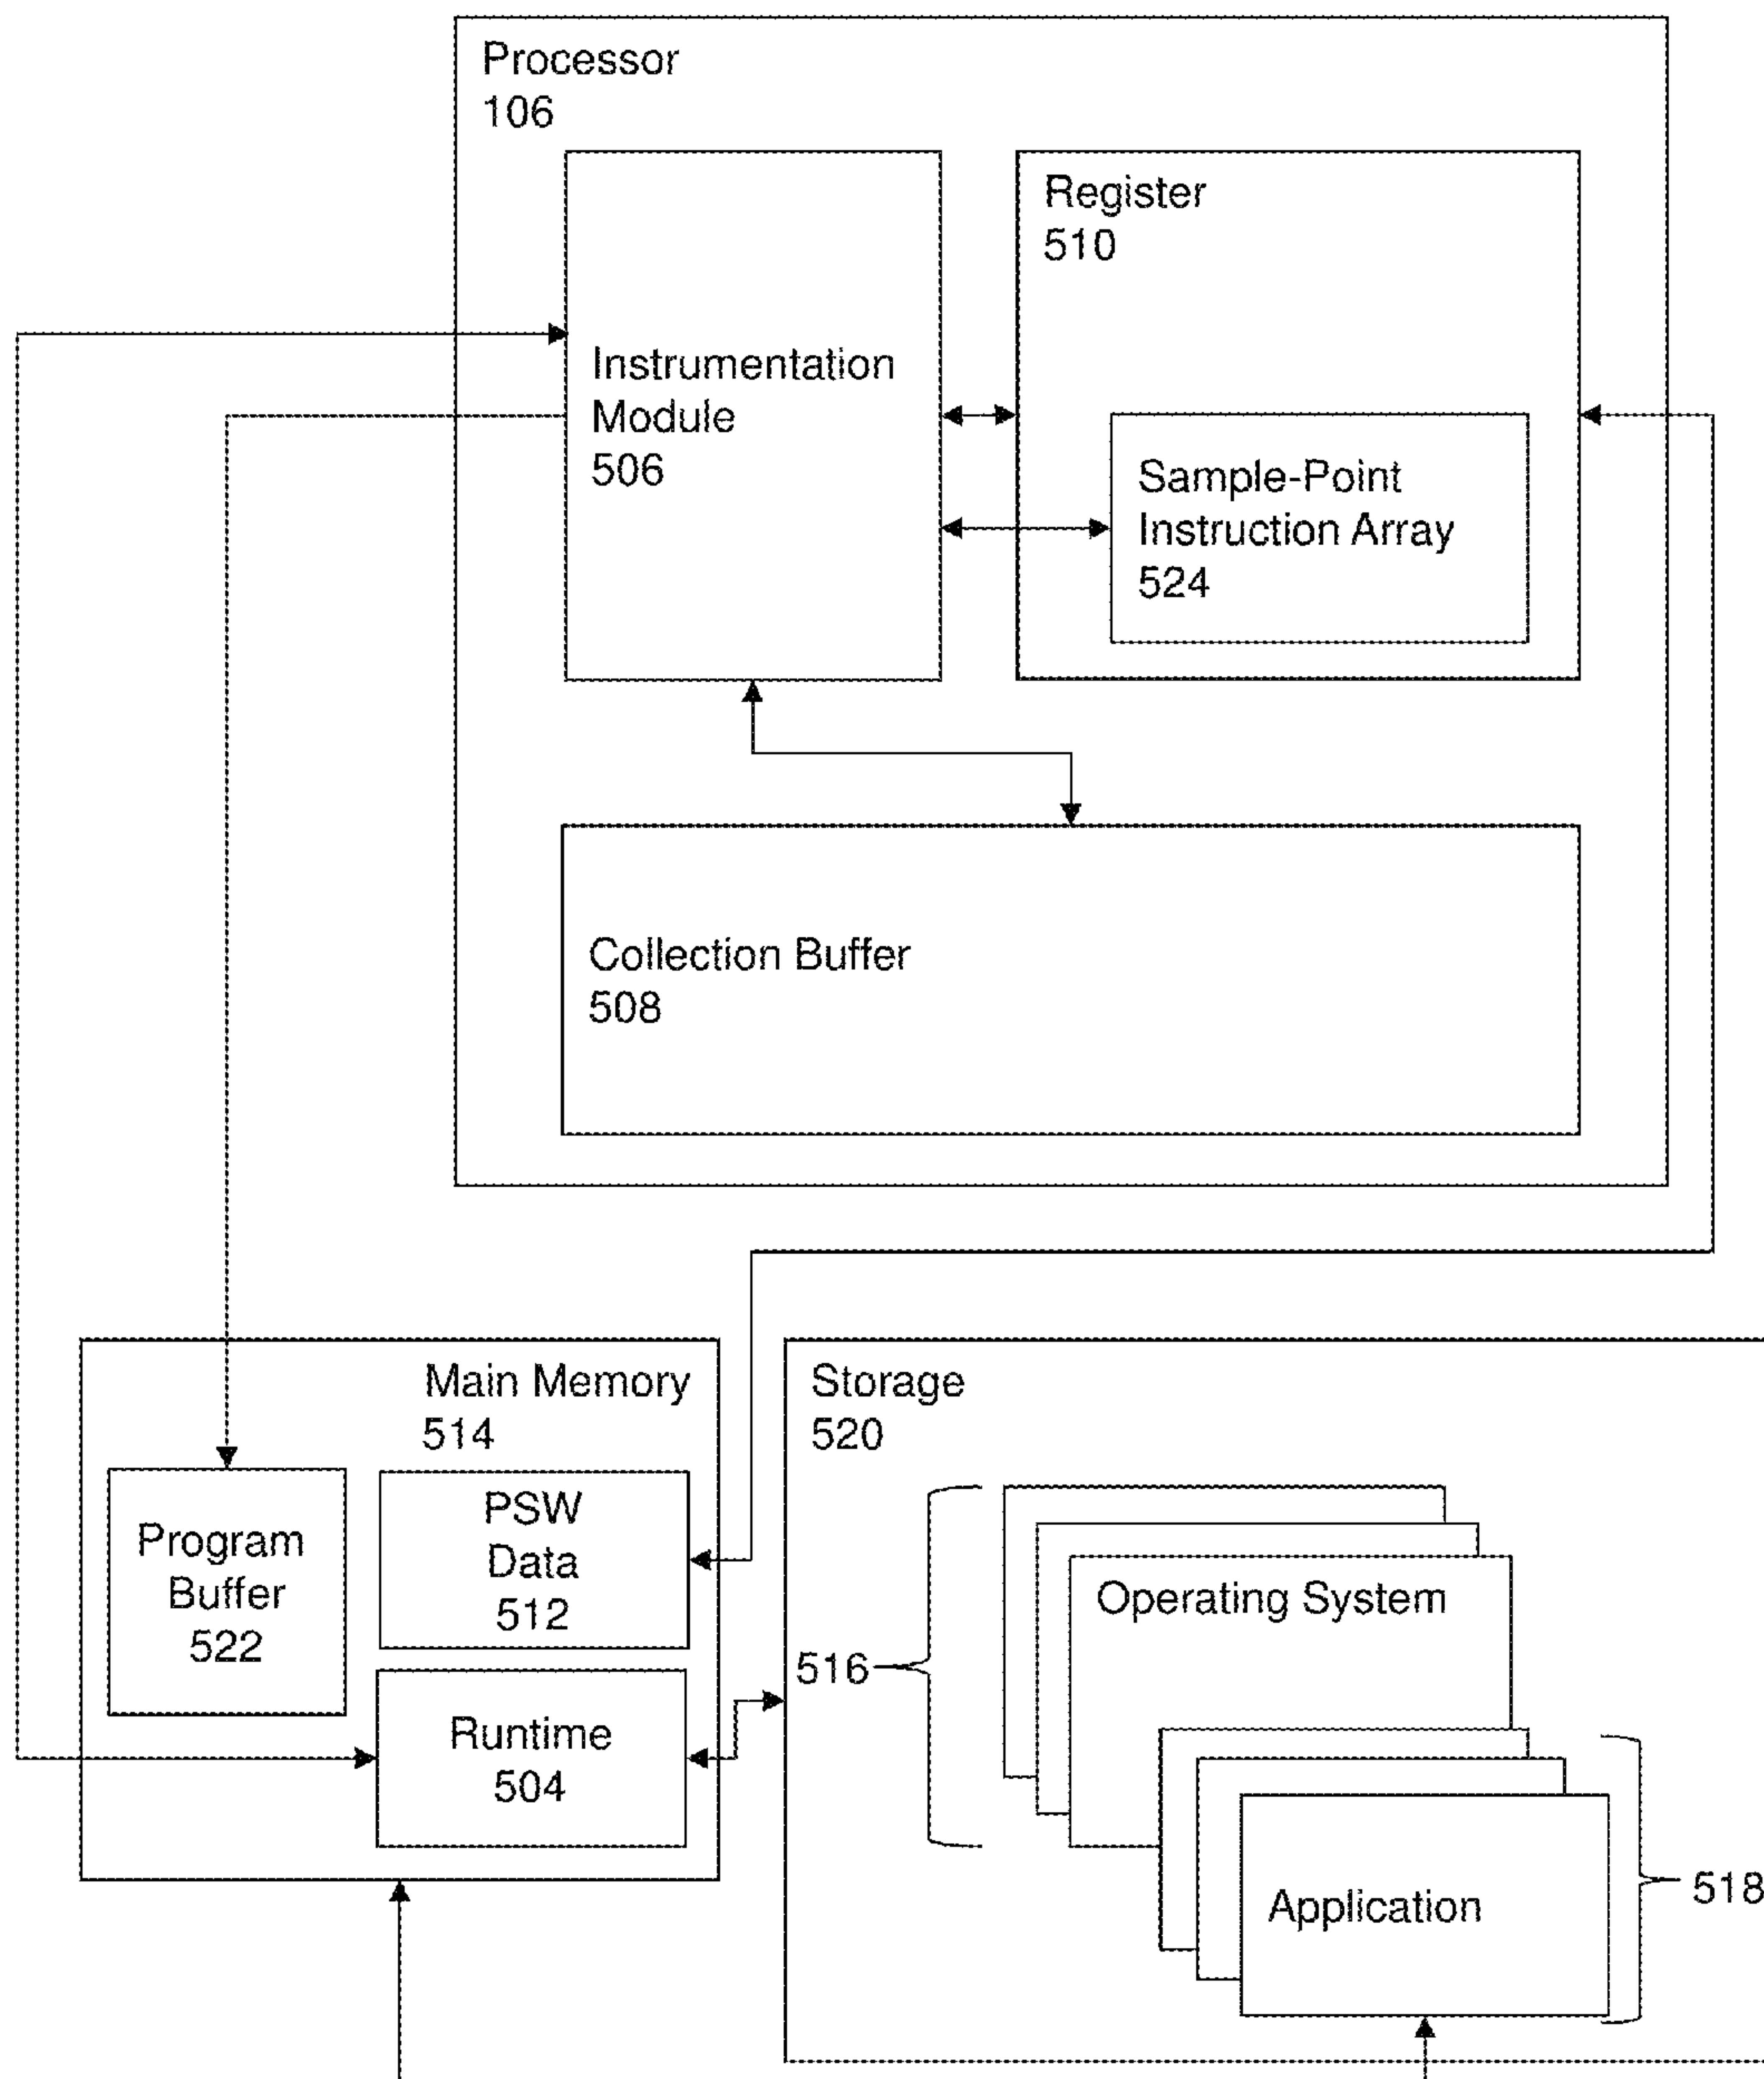 Processor
106
Instrumentation
Module
506
Register
510
Sample-Point
Instruction Array
524
Collection Buffer
508
Main Memory
514
Program
Buffer
522
PSW
Data
512
Runtime
504
Storage
520
516
Operating System
Application
518